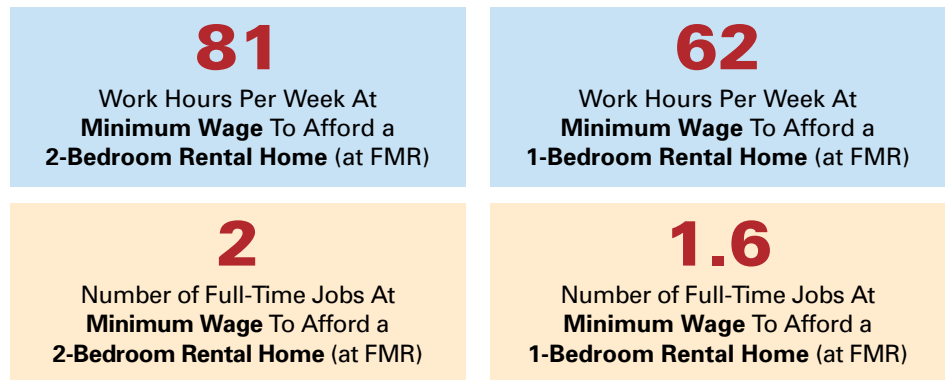 81
Work Hours Per Week At
Minimum Wage To Afford a
2-Bedroom Rental Home (at FMR)
62
Work Hours Per Week At
Minimum Wage To Afford a
1-Bedroom Rental Home (at FMR)
2
Number of Full-Time Jobs At
Minimum Wage To Afford a
2-Bedroom Rental Home (at FMR)
1.6
Number of Full-Time Jobs At
Minimum Wage To Afford a
1-Bedroom Rental Home (at FMR)